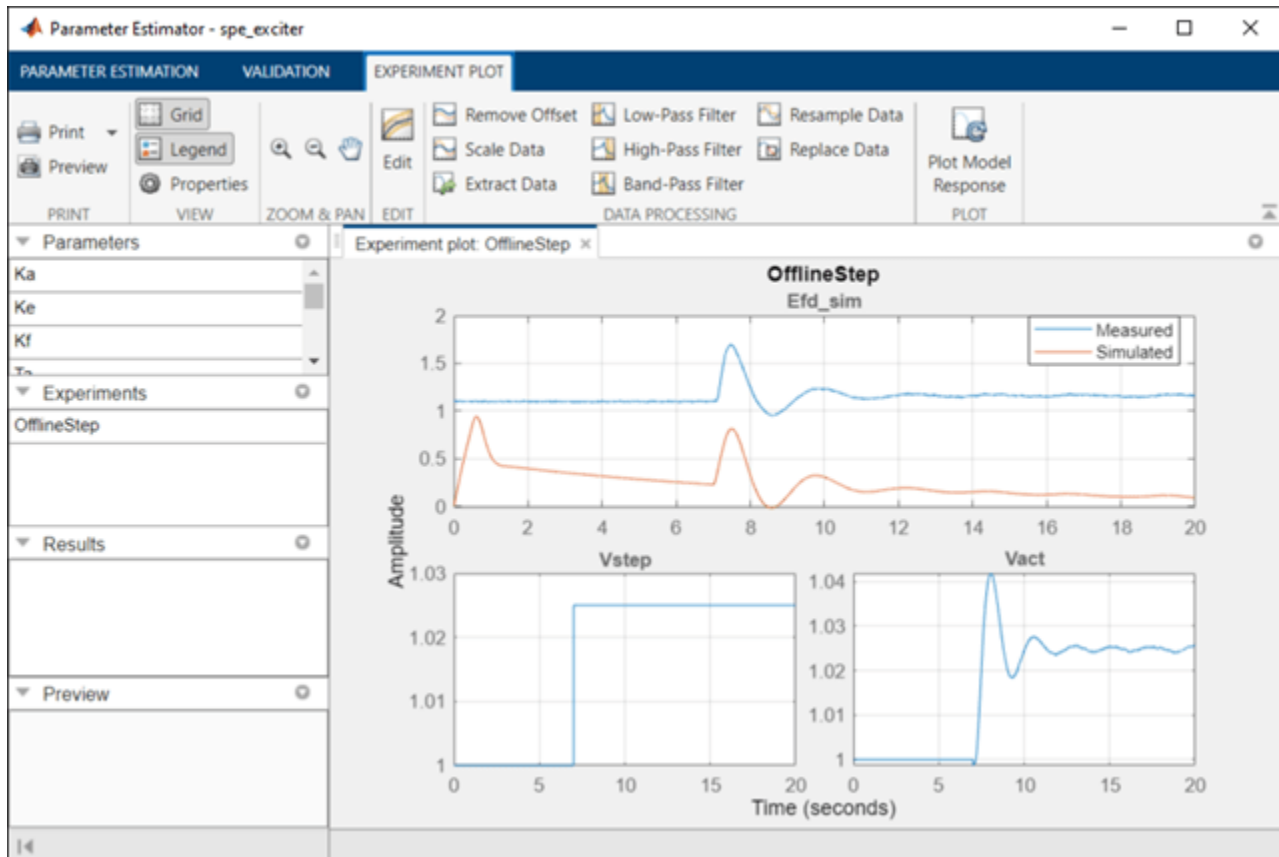 Parameter Estimator - spe_exciter
PARAMETER ESTIMATION VALIDATION EXPERIMENT PLOT
Print
Preview
PRINT
Grid
Legend
Properties
VIEW
ZOOM & PAN
Edit
EDIT
Remove Offset Low-Pass Filter Resample Data
Scale Data High-Pass Filter Replace Data
Extract Data Band-Pass Filter
DATA PROCESSING
Plot Model
Response
PLOT
Parameters
Ka
Ke
Kf
Ta
Experiments
OfflineStep
Results
Preview
Experiment plot: OfflineStep
OfflineStep
Efd_sim
Measured
Simulated
2
1.5
1
0.5
0
0 2 4 6 8 10 12 14 16 18 20
Amplitude
Vstep
1.03
1.02
1.01
1
0 5 10 15 20
Vact
1.04
1.03
1.02
1.01
1
0 5 10 15 20
Time (seconds)